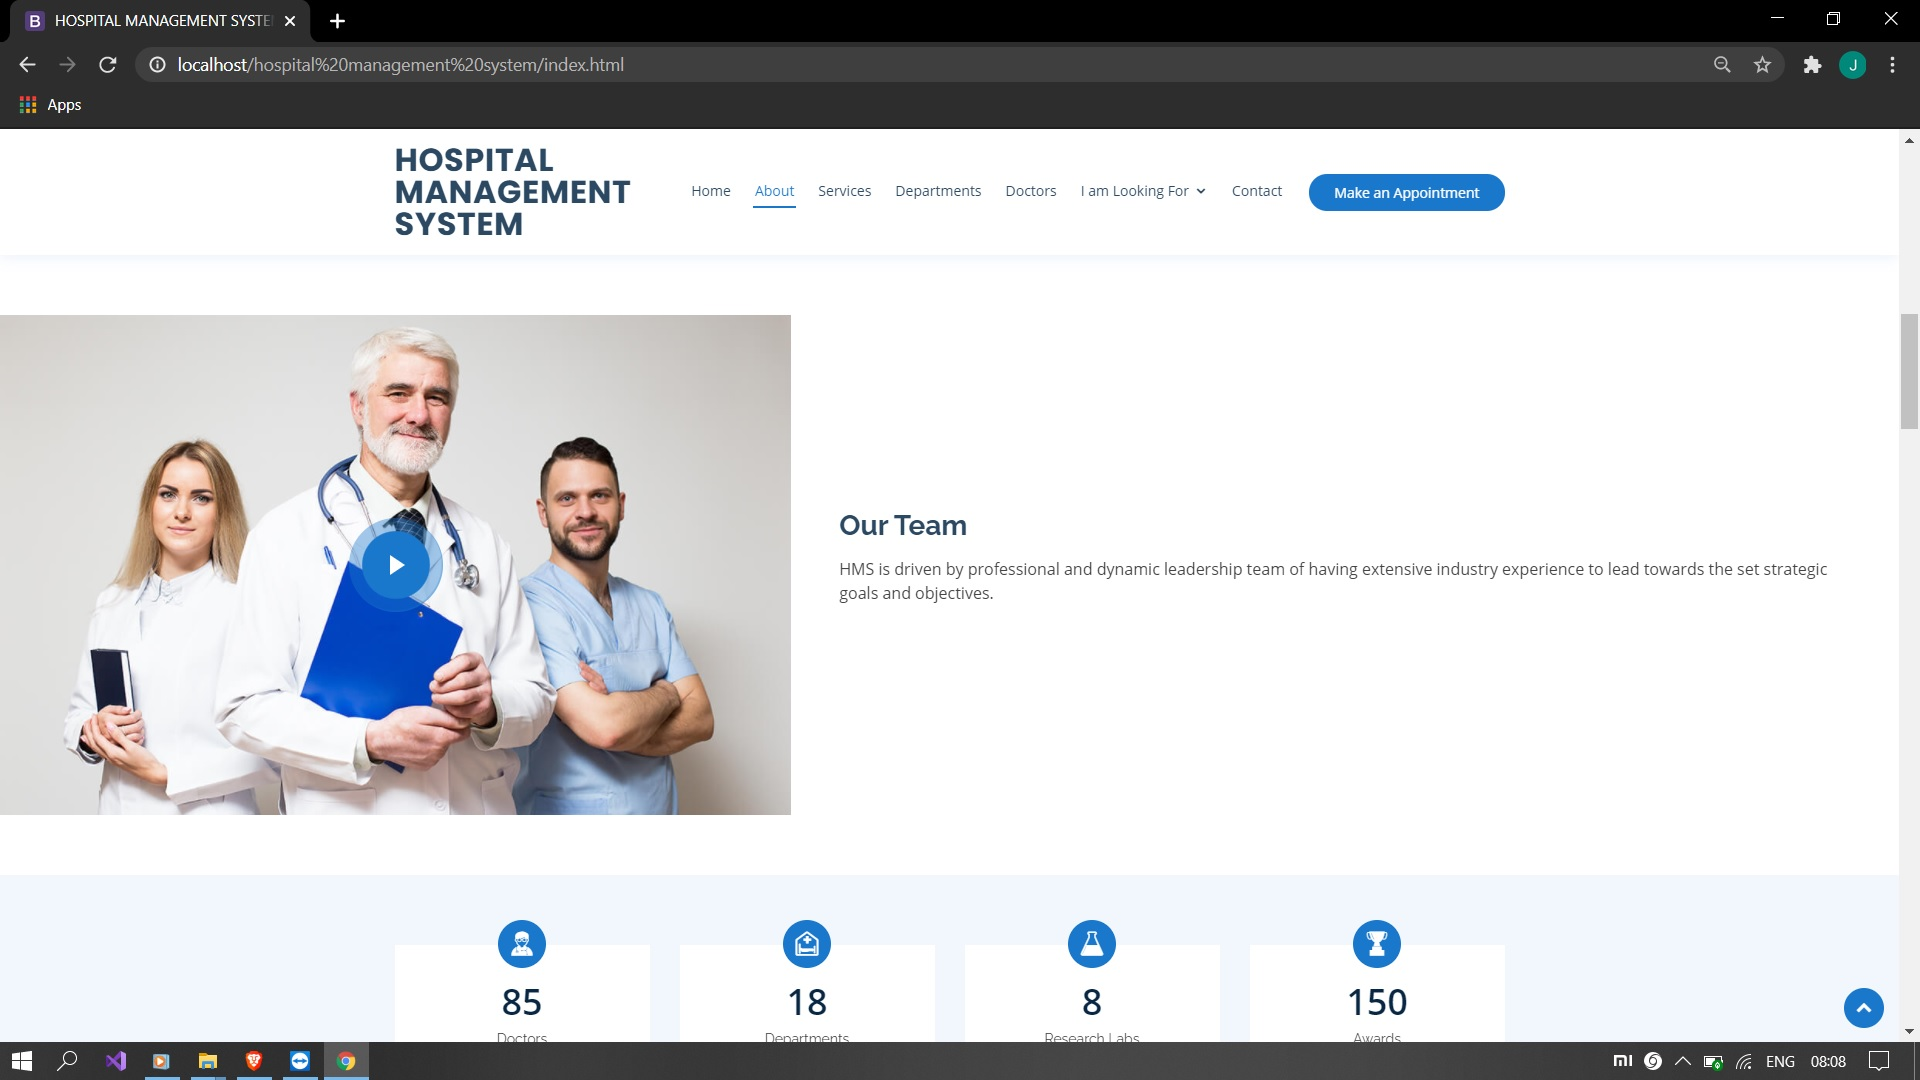 HOSPITAL MANAGEMENT SYSTE
localhost/hospital%20management%20system/index.html
J
Apps
HOSPITAL
MANAGEMENT
SYSTEM
Home
About
Services
Departments
Doctors
I am Looking For
Contact
Make an Appointment
Our Team
HMS is driven by professional and dynamic leadership team of having extensive industry experience to lead towards the set strategic
goals and objectives.
85
18
8
150
Doctors
Departments
Research Labs
Awards
ENG
08:08